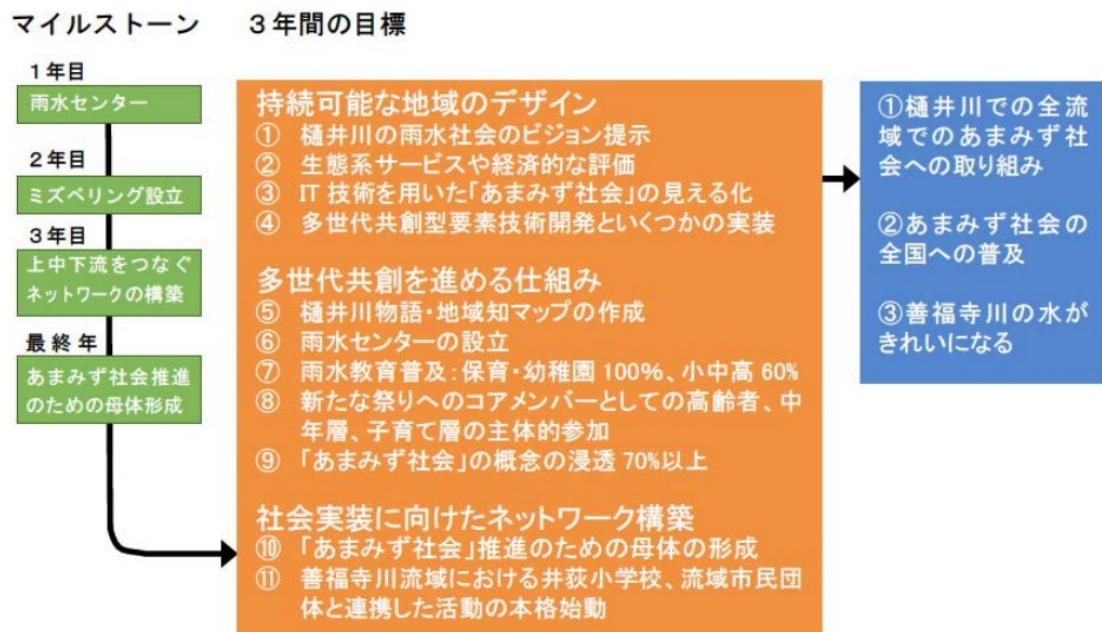 マイルストーン
1年目
雨水センター
2年目
ミズベリング設立
3年目
上中下流をつなぐ
ネットワークの構築
最終年
あまみず社会推進
のための母体形成
3年間の目標
持続可能な地域のデザイン
① 樋井川の雨水社会のビジョン提示
② 生態系サービスや経済的な評価
③ IT技術を用いた「あまみず社会」の見える化
④ 多世代共創型要素技術開発といくつかの実装
多世代共創を進める仕組み
⑤ 樋井川物語・地域知マップの作成
⑥ 雨水センターの設立
⑦ 雨水教育普及:保育・幼稚園100%、小中高60%
⑧ 新たな祭りへのコアメンバーとしての高齢者、中
年層、子育て層の主体的参加
⑨ 「あまみず社会」の概念の浸透70%以上
社会実装に向けたネットワーク構築
⑩ 「あまみず社会」推進のための母体の形成
⑪ 善福寺川流域における井荻小学校、流域市民団
体と連携した活動の本格始動
①樋井川での全流
域でのあまみず社
会への取り組み
②あまみず社会の
全国への普及
③善福寺川の水が
きれいになる